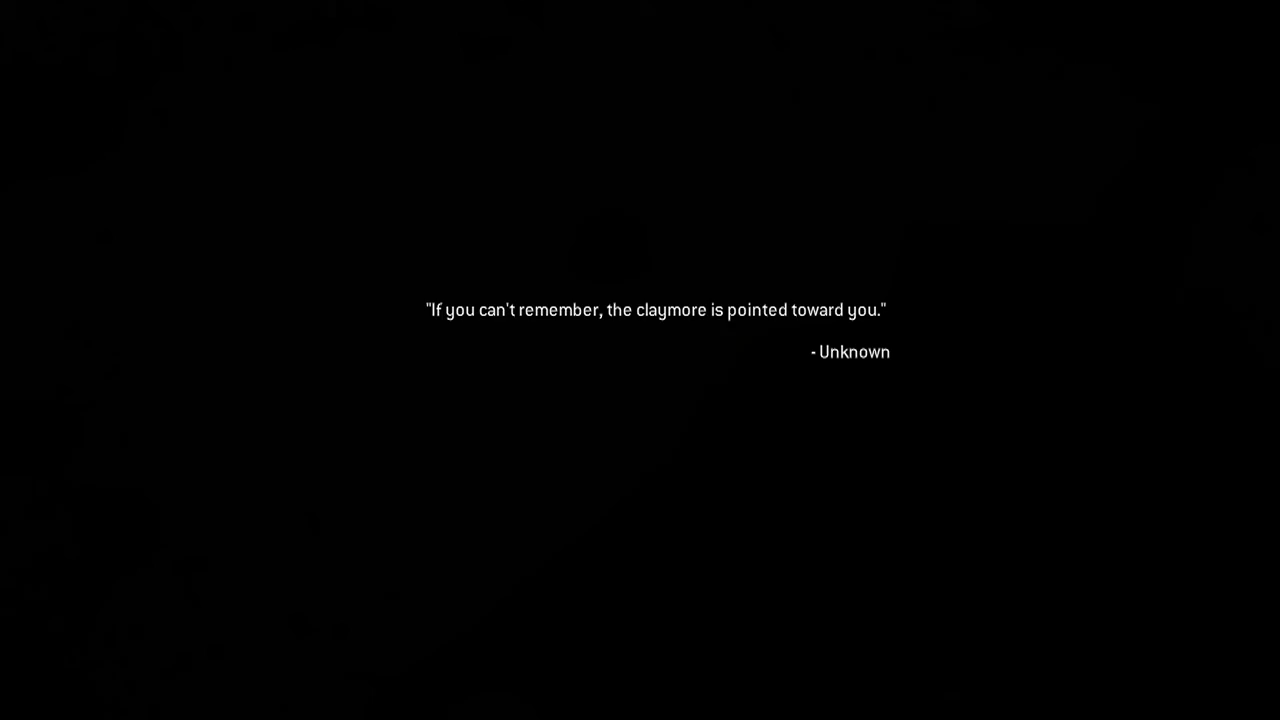 "If you can't remember, the claymore is pointed toward you."
- Unknown